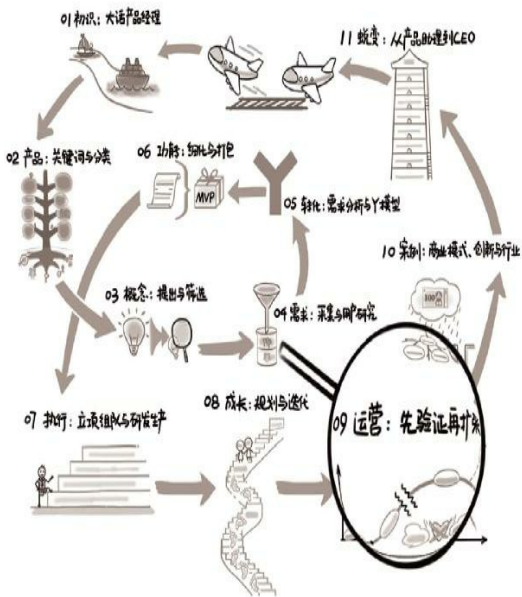 01 初识：大话产品经理
11 蜕变：从产品助理到CEO
02 产品：关键词与分类
06 功能：细化与打包
MVP
05 转化：需求分析与Y模型
10 案例：商业模式、创新与行业
03 概念：提出与筛选
04 需求：采集与用户研究
07 执行：立项组队与研发生产
08 成长：规划与迭代
09 运营：先验证再扩